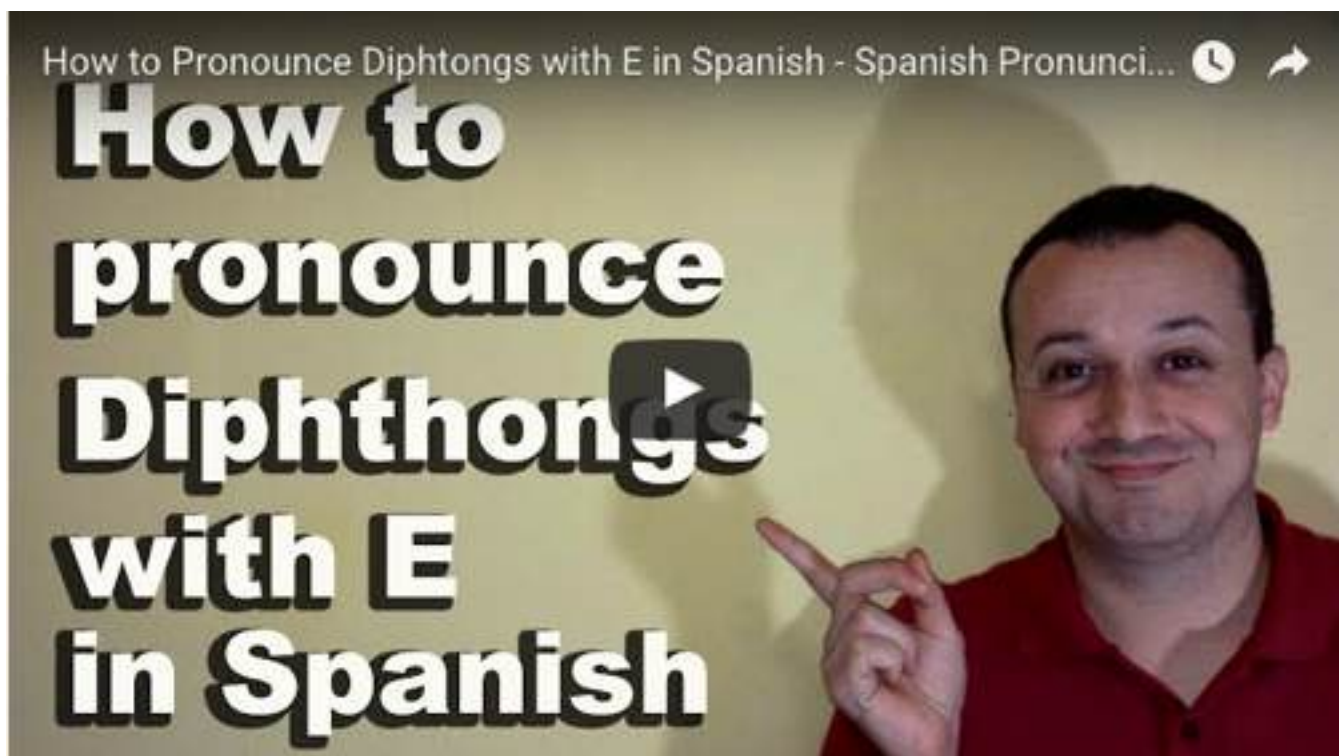 How to Pronounce Diphtongs with E in Spanish - Spanish Pronunci...
How to
pronounce
Diphthongs
with E
in Spanish